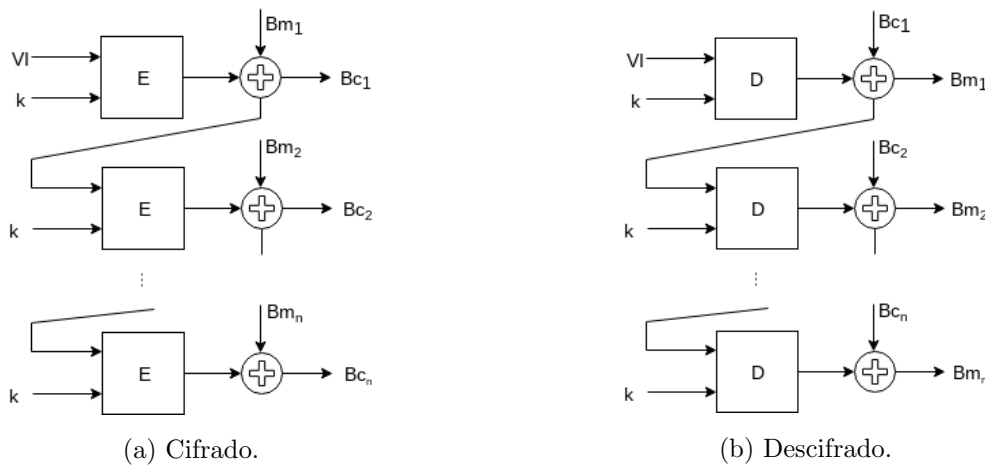 Bm1 Bc1
VI E Bc1 VI D Bm1
k k
Bm2 Bc2
E Bc2 D Bm2
k k
Bmn Bcn
E Bcn D Bmn
k k
(a) Cifrado. (b) Descifrado.